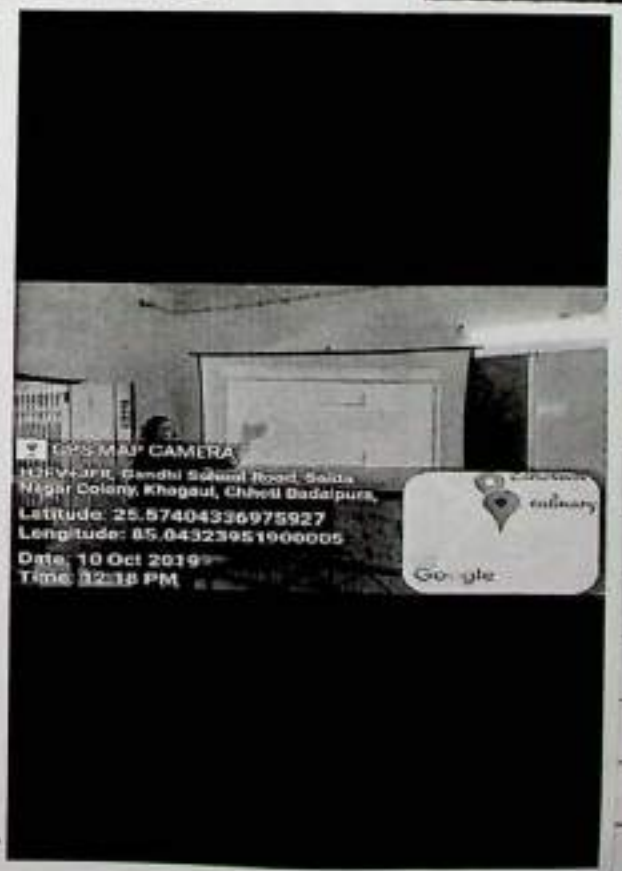 GPS MAP CAMERA
Gandhi School Road, Saida
Nagar Colony, Khagaul, Chhoti Badalpura,
Latitude: 25.57404336975927
Longitude: 85.04323951900005
Date: 10 Oct 2019
Time: 12:18 PM
culinary
Google